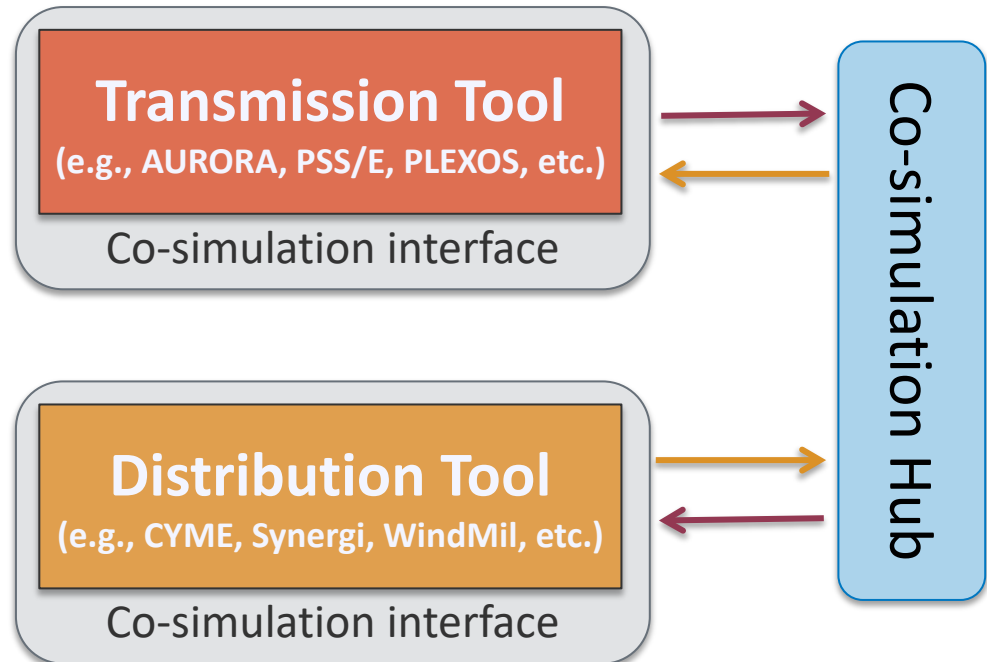 Transmission Tool
(e.g., AURORA, PSS/E, PLEXOS, etc.)
Co-simulation interface
Distribution Tool
(e.g., CYME, Synergi, WindMil, etc.)
Co-simulation interface
Co-simulation Hub